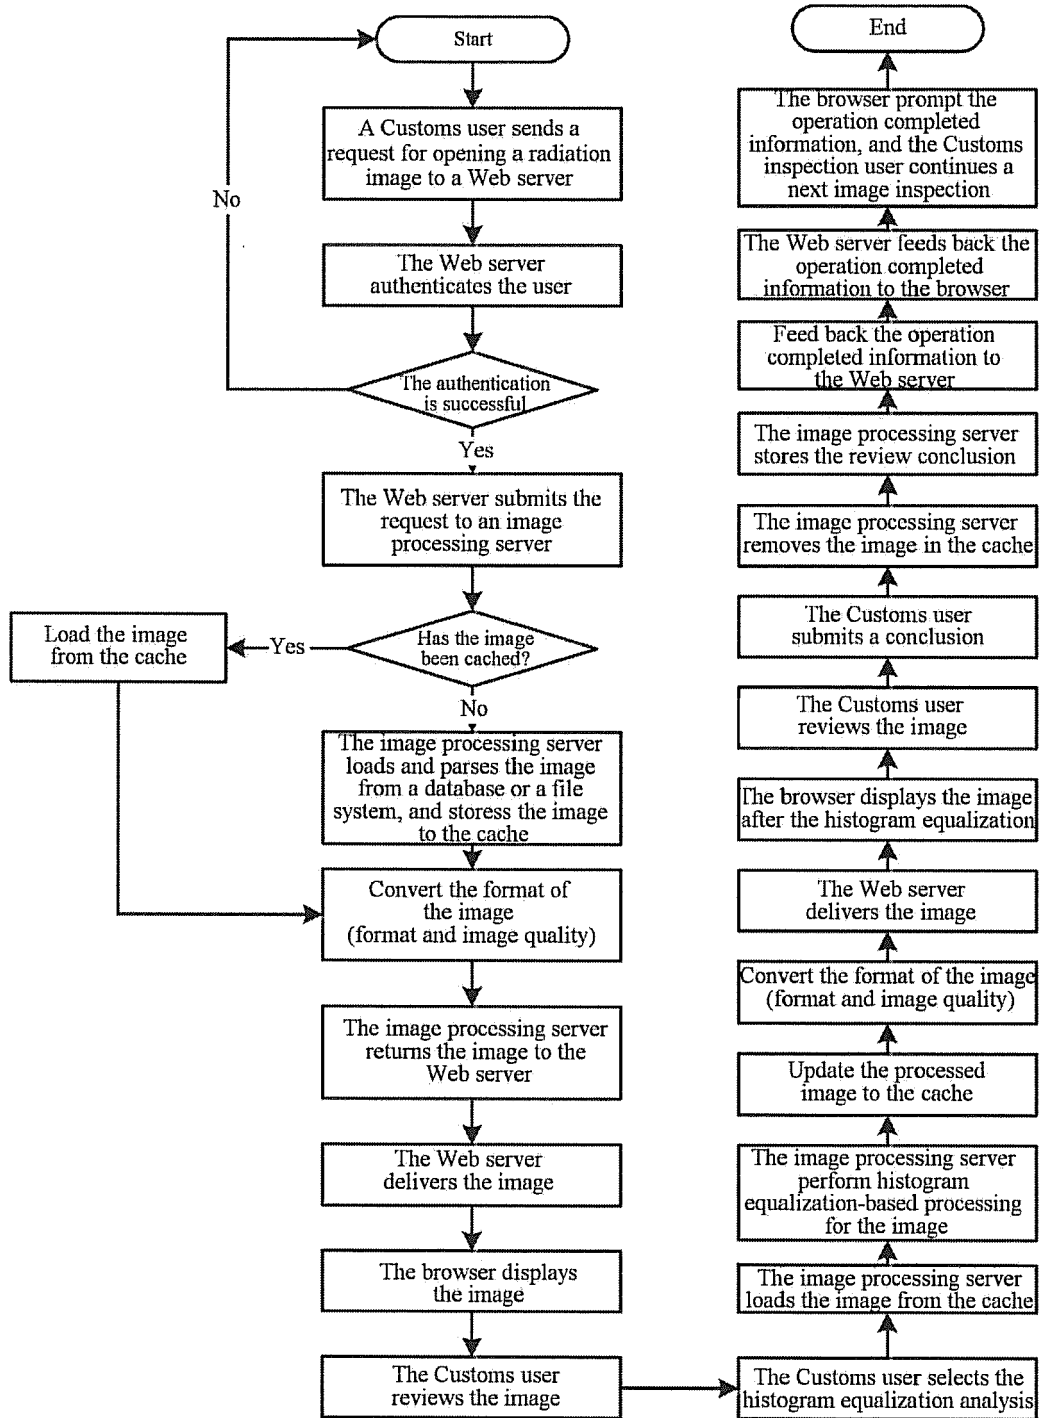 Start
A Customs user sends a
request for opening a radiation
image to a Web server
No
The Web server
authenticates the user
The authentication
is successful
Yes
The Web server submits the
request to an image
processing server
Has the image
been cached?
Yes
Load the image
from the cache
No
The image processing server
loads and parses the image
from a database or a file
system, and storess the image
to the cache
Convert the format of
the image
(format and image quality)
The image processing server
returns the image to the
Web server
The Web server
delivers the image
The browser displays
the image
The Customs user
reviews the image
The Customs user selects the
histogram equalization analysis
The image processing server
loads the image from the cache
The image processing server
perform histogram
equalization-based processing
for the image
Update the processed
image to the cache
Convert the format of the image
(format and image quality)
The Web server
delivers the image
The browser displays the image
after the histogram equalization
The Customs user
reviews the image
The Customs user
submits a conclusion
The image processing server
removes the image in the cache
The image processing server
stores the review conclusion
Feed back the operation
completed information to
the Web server
The Web server feeds back the
operation completed
information to the browser
The browser prompt the
operation completed
information, and the Customs
inspection user continues a
next image inspection
End